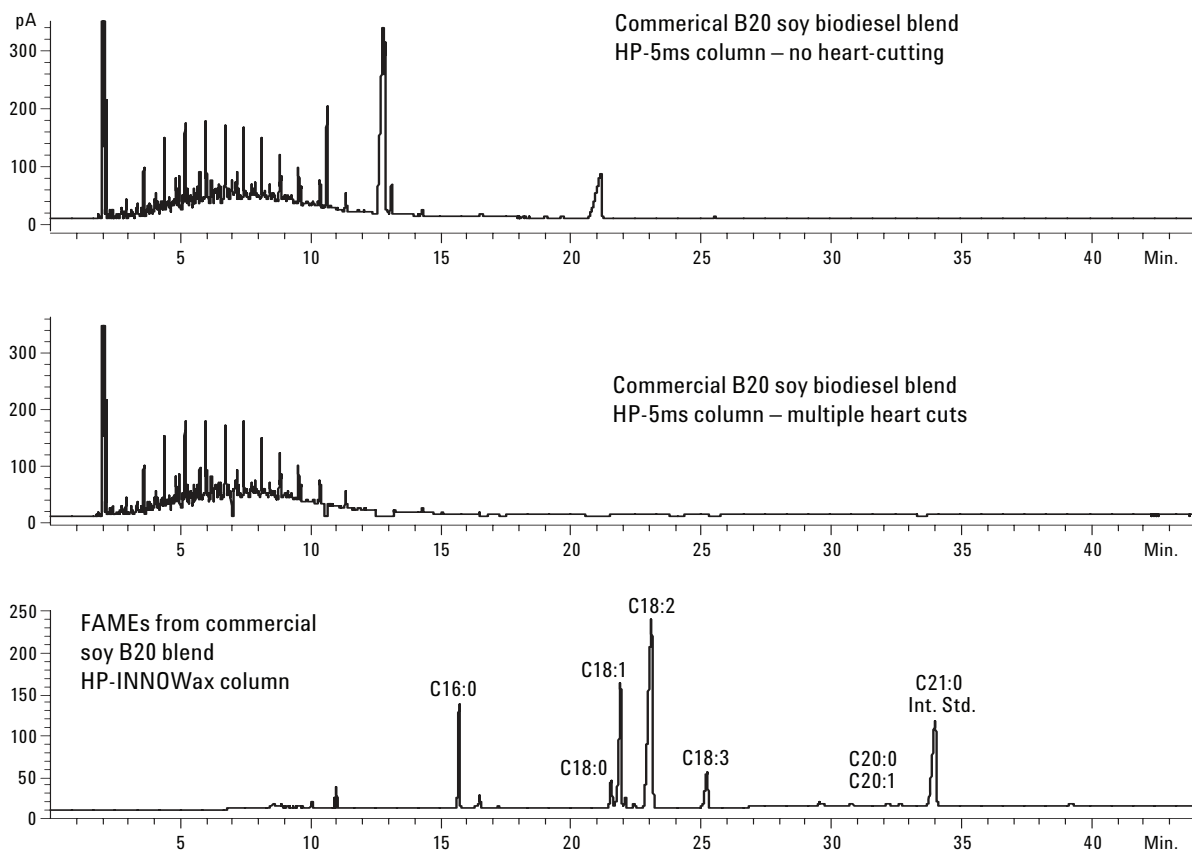 pA
Commerical B20 soy biodiesel blend
HP-5ms column – no heart-cutting
300
200
100
0
5 10 15 20 25 30 35 40 Min.
Commercial B20 soy biodiesel blend
HP-5ms column – multiple heart cuts
300
200
100
0
5 10 15 20 25 30 35 40 Min.
FAMEs from commercial
soy B20 blend
HP-INNOWax column
250
200
150
100
50
0
C16:0
C18:0
C18:1
C18:2
C18:3
C20:0
C20:1
C21:0
Int. Std.
5 10 15 20 25 30 35 40 Min.